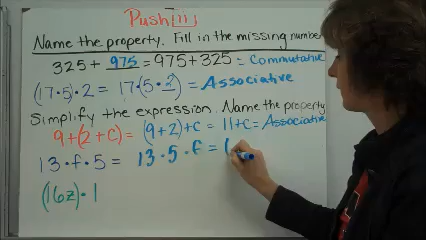 Push [11]
Name the property. Fill in the missing number
325 + 975 = 975 + 325 = Commutative
(17·5)·2 = 17·(5·2) = Associative
Simplify the expression. Name the property
9+(2+C) = (9+2)+C = 11+C = Associative
13·f·5 = 13·5·f = 
(16z)·1